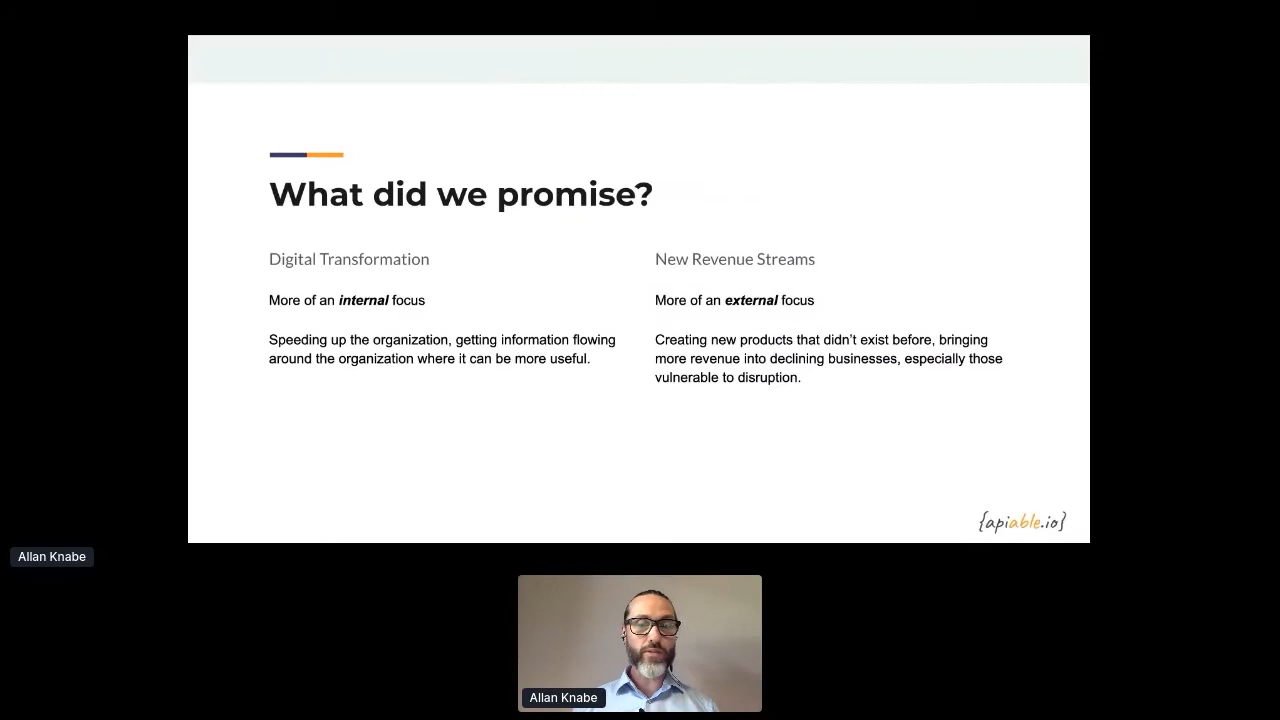 What did we promise?
Digital Transformation
More of an internal focus
Speeding up the organization, getting information flowing
around the organization where it can be more useful.
New Revenue Streams
More of an external focus
Creating new products that didn’t exist before, bringing
more revenue into declining businesses, especially those
vulnerable to disruption.
{apiable.io}
Allan Knabe
Allan Knabe